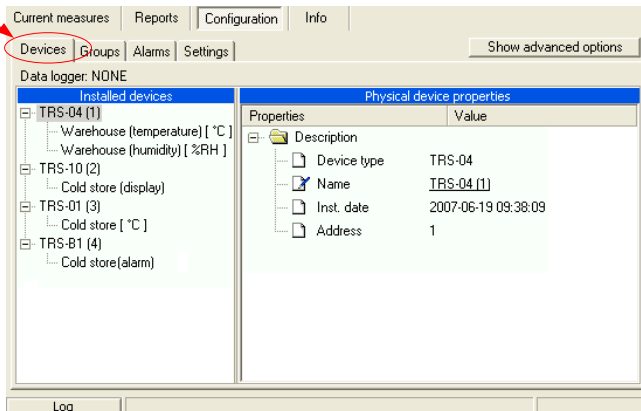 Current measures Reports Configuration Info
Devices Groups Alarms Settings Show advanced options
Data logger: NONE
Installed devices
TRS-04 (1)
Warehouse (temperature) [ °C ]
Warehouse (humidity) [ %RH ]
TRS-10 (2)
Cold store (display)
TRS-01 (3)
Cold store [ °C ]
TRS-B1 (4)
Cold store(alarm)
Physical device properties
Properties Value
Description
Device type TRS-04
Name TRS-04 (1)
Inst. date 2007-06-19 09:38:09
Address 1
Log